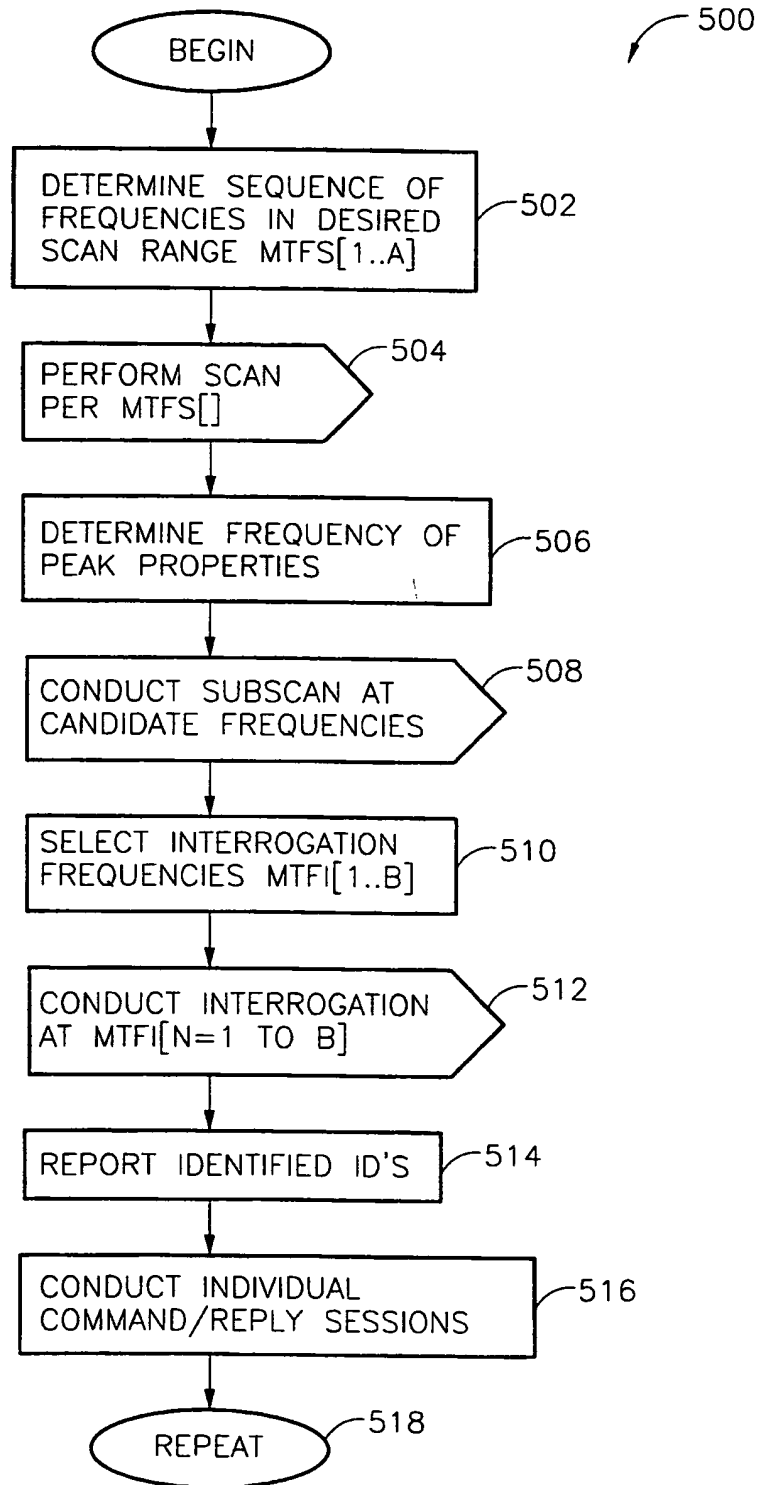 500
BEGIN
DETERMINE SEQUENCE OF
FREQUENCIES IN DESIRED
SCAN RANGE MTFS[1..A]
502
PERFORM SCAN
PER MTFS[]
504
DETERMINE FREQUENCY OF
PEAK PROPERTIES
506
CONDUCT SUBSCAN AT
CANDIDATE FREQUENCIES
508
SELECT INTERROGATION
FREQUENCIES MTFI[1..B]
510
CONDUCT INTERROGATION
AT MTFI[N=1 TO B]
512
REPORT IDENTIFIED ID'S
514
CONDUCT INDIVIDUAL
COMMAND/REPLY SESSIONS
516
REPEAT
518